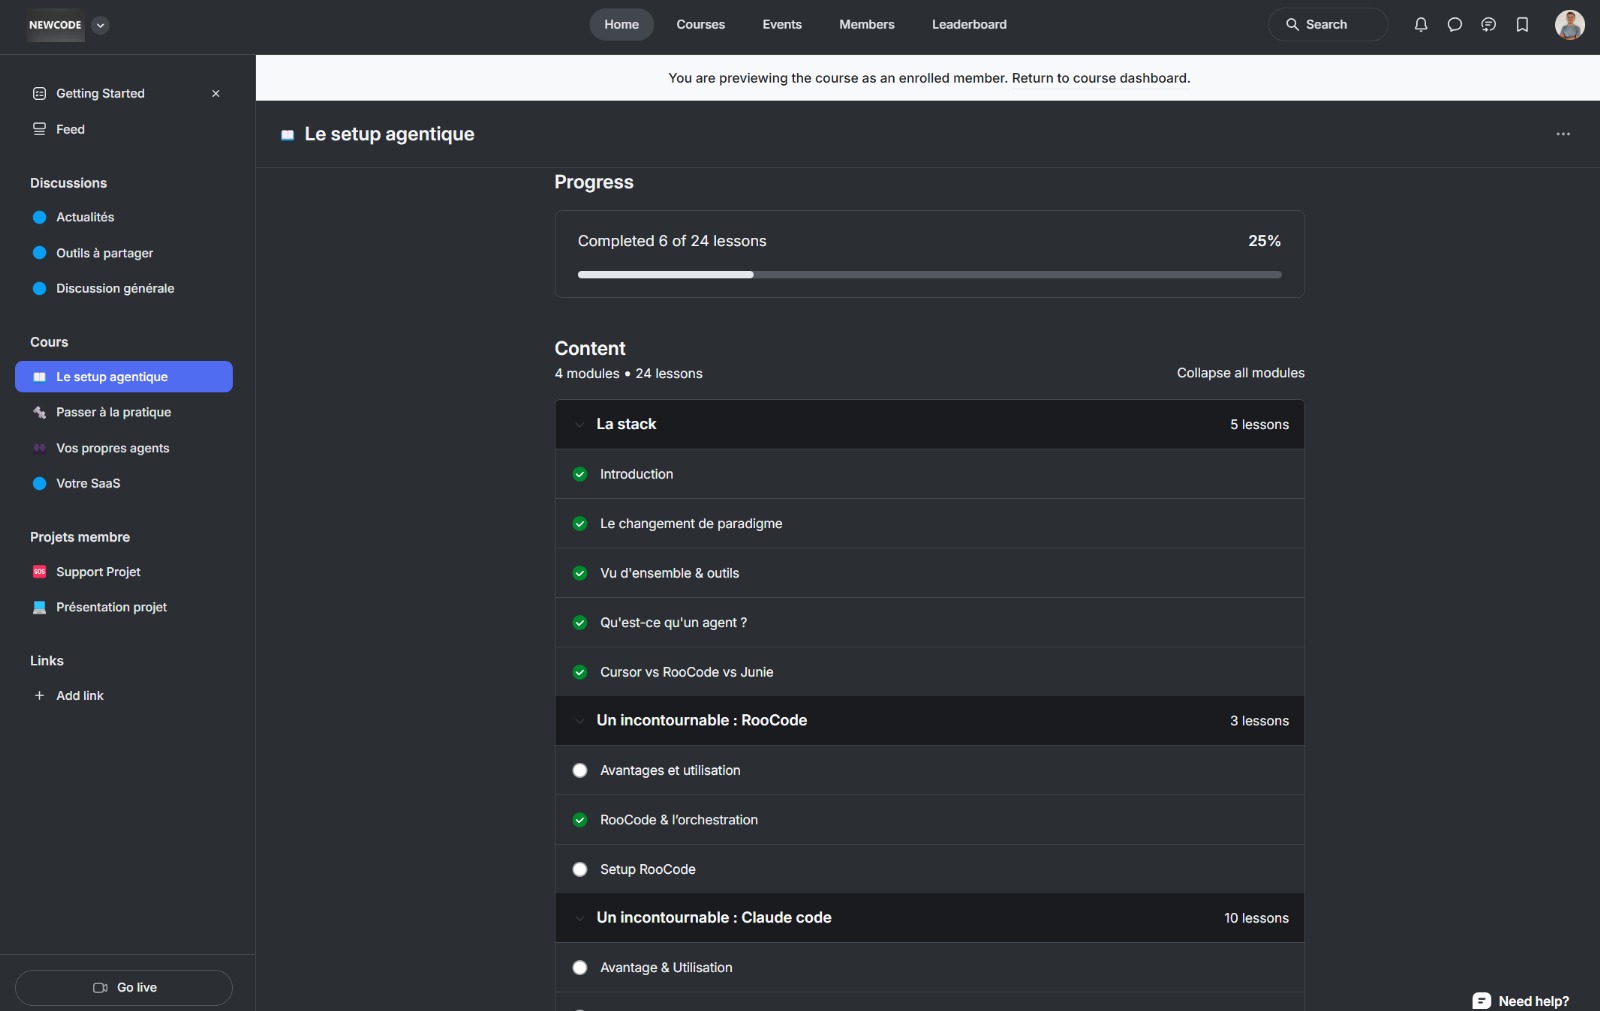 NEWCODE
Home
Courses
Events
Members
Leaderboard
Search
Getting Started
Feed
Discussions
Actualités
Outils à partager
Discussion générale
Cours
Le setup agentique
Passer à la pratique
Vos propres agents
Votre SaaS
Projets membre
SOS Support Projet
Présentation projet
Links
+ Add link
Go live
You are previewing the course as an enrolled member. Return to course dashboard.
Le setup agentique
Progress
Completed 6 of 24 lessons 25%
Content
4 modules • 24 lessons Collapse all modules
La stack 5 lessons
Introduction
Le changement de paradigme
Vu d'ensemble & outils
Qu'est-ce qu'un agent ?
Cursor vs RooCode vs Junie
Un incontournable : RooCode 3 lessons
Avantages et utilisation
RooCode & l’orchestration
Setup RooCode
Un incontournable : Claude code 10 lessons
Avantage & Utilisation
Need help?